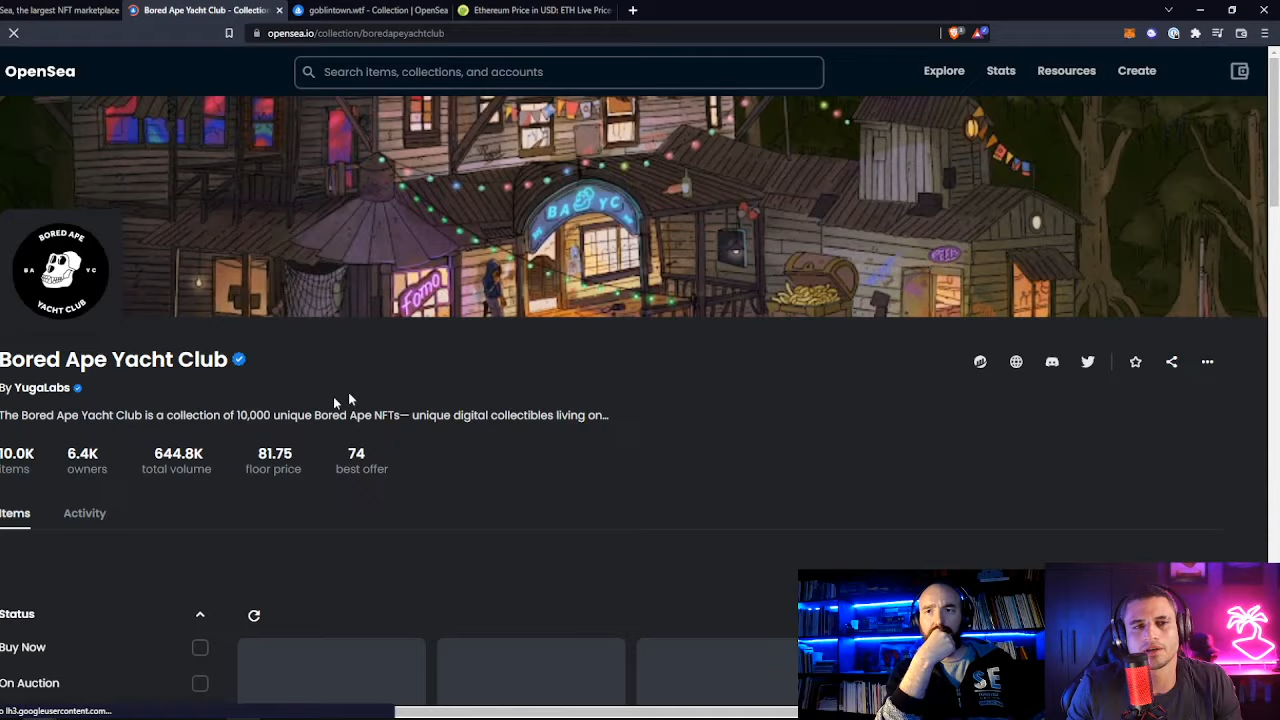 Sea, the largest NFT marketplace
Bored Ape Yacht Club - Collection
goblintown.wtf - Collection | OpenSea
Ethereum Price in USD: ETH Live Price
opensea.io/collection/boredapeyachtclub
OpenSea
Search items, collections, and accounts
Explore
Stats
Resources
Create
BAYC
Fomo
BORED APE
BA
YC
YACHT CLUB
Bored Ape Yacht Club
By YugaLabs
The Bored Ape Yacht Club is a collection of 10,000 unique Bored Ape NFTs— unique digital collectibles living on...
10.0K
6.4K
644.8K
81.75
74
items
owners
total volume
floor price
best offer
Items
Activity
Status
Buy Now
On Auction
o lh3.googleusercontent.com...
SE